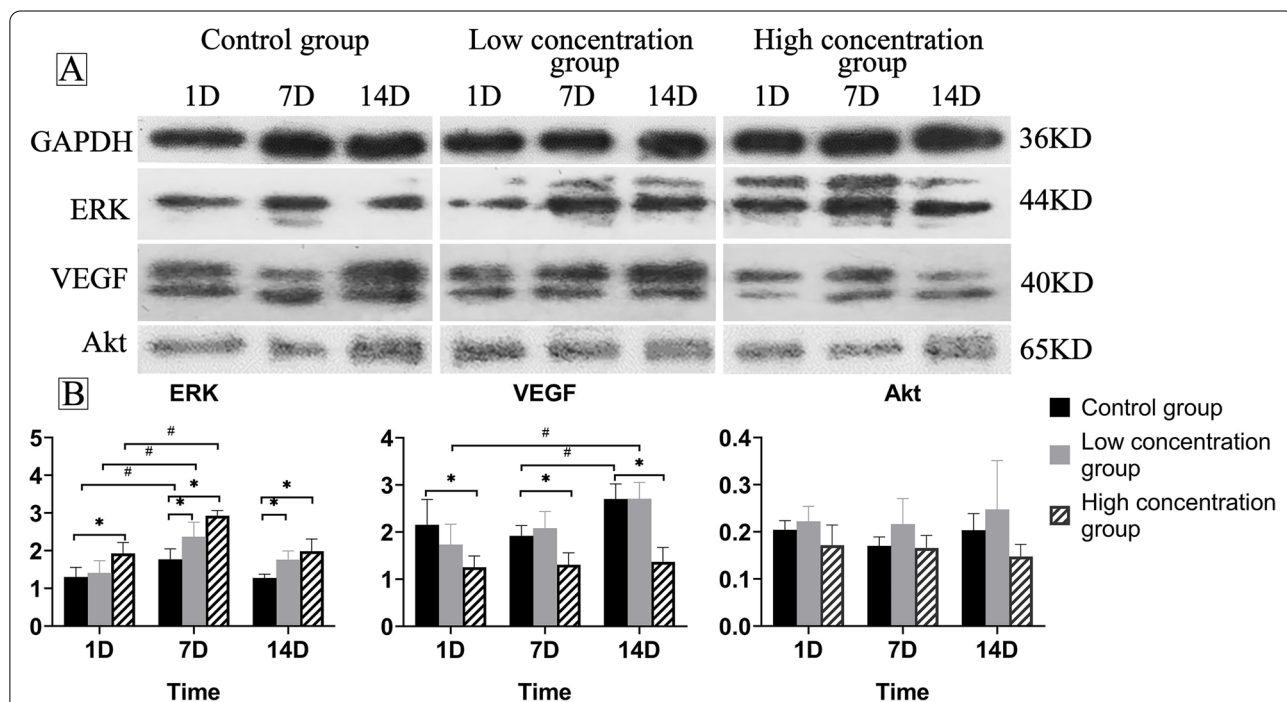 A
Control group
Low concentration
group
High concentration
group
1D 7D 14D 1D 7D 14D 1D 7D 14D
GAPDH 36KD
ERK 44KD
VEGF 40KD
Akt 65KD
B
ERK
5
4
3
2
1
0
#
#
#
*
*
*
*
*
1D 7D 14D
Time
VEGF
4
3
2
1
0
#
#
*
*
*
1D 7D 14D
Time
Akt
0.4
0.3
0.2
0.1
0.0
1D 7D 14D
Time
Control group
Low concentration
group
High concentration
group